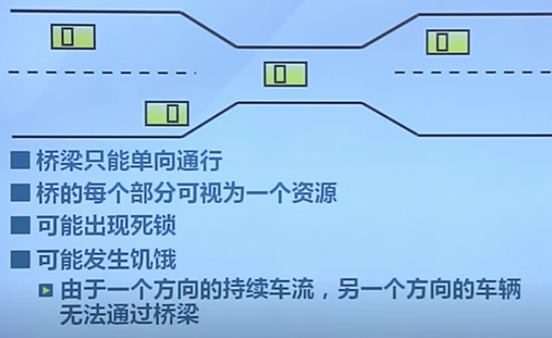 桥梁只能单向通行
桥的每个部分可视为一个资源
可能出现死锁
可能发生饥饿
由于一个方向的持续车流，另一个方向的车辆
无法通过桥梁